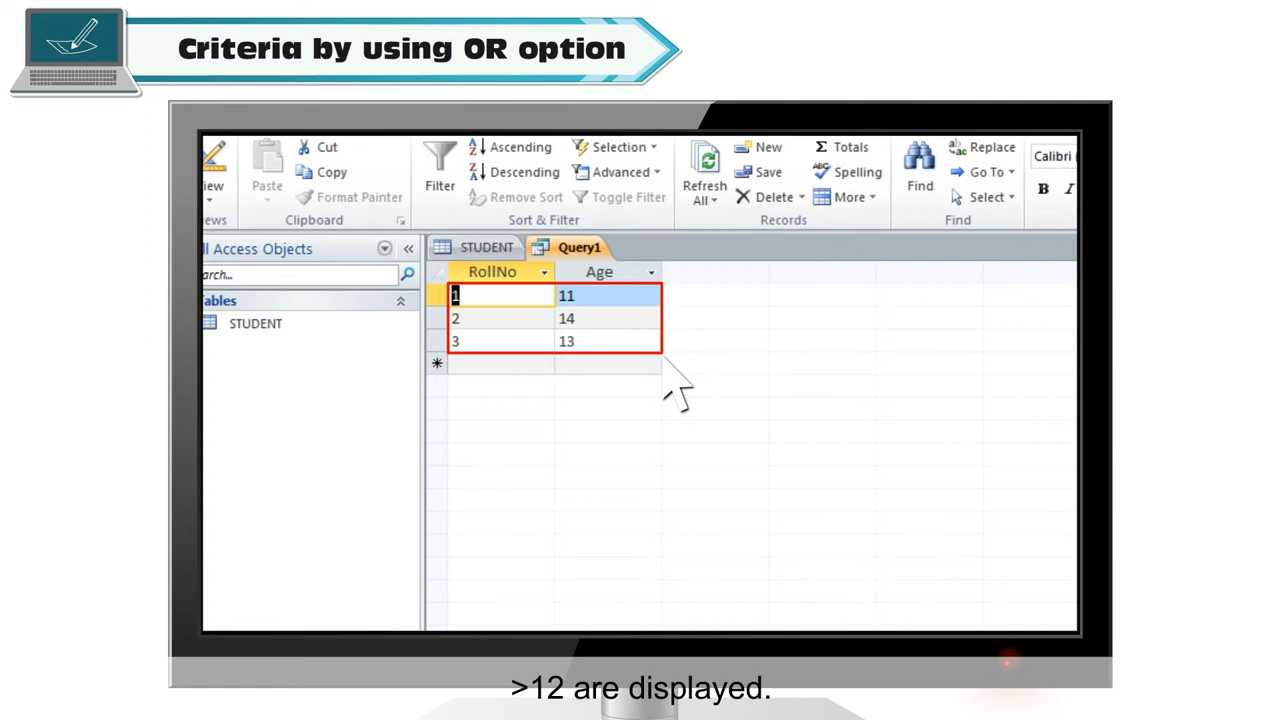 Criteria by using OR option
Cut
Copy
Format Painter
Paste
iew
ews
Clipboard
Filter
Ascending
Descending
Remove Sort
Selection
Advanced
Toggle Filter
Sort & Filter
Refresh
All
New
Save
Delete
Totals
Spelling
More
Records
Find
Replace
Go To
Select
Find
Calibri
B I
ll Access Objects
arch...
ables
STUDENT
STUDENT Query1
RollNo Age
1 11
2 14
3 13
>12 are displayed.